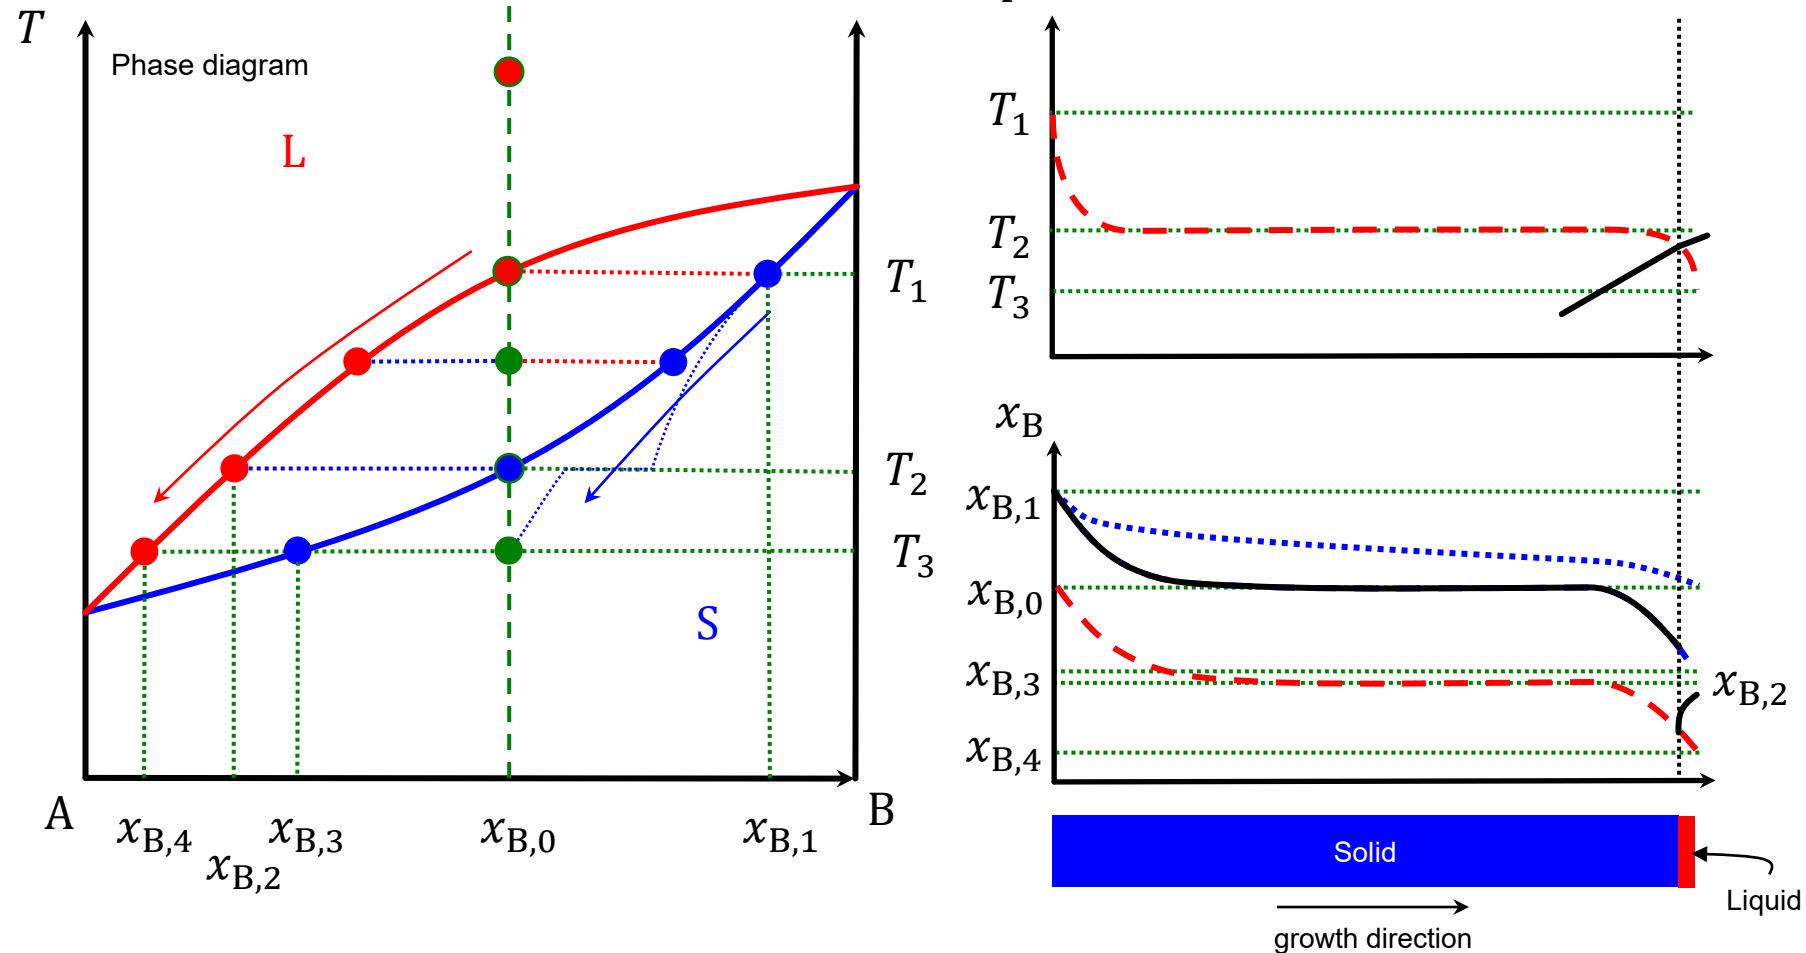 T
Phase diagram
L
S
T1
T2
T3
A
B
xB,4
xB,2
xB,3
xB,0
xB,1
T1
T2
T3
xB
xB,1
xB,0
xB,3
xB,4
xB,2
Solid
Liquid
growth direction